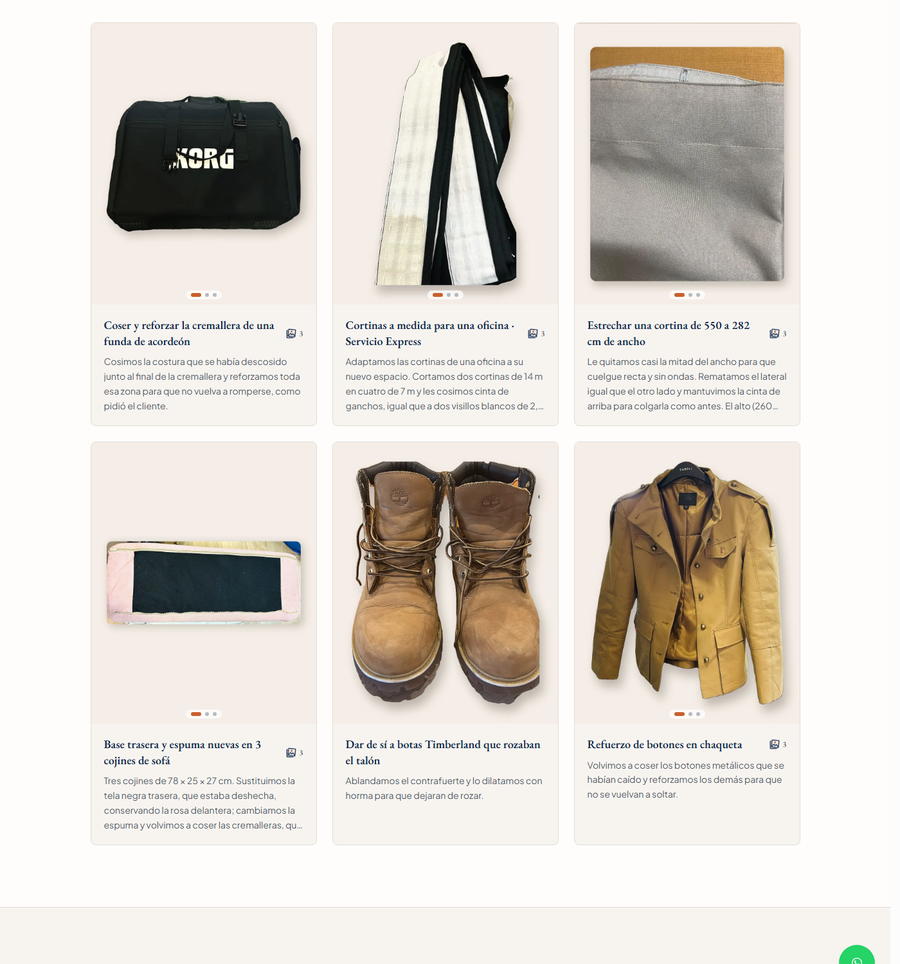 KORG
Coser y reforzar la cremallera de una
funda de acordeón
3
Cosimos la costura que se había descosido
junto al final de la cremallera y reforzamos toda
esa zona para que no vuelva a romperse, como
pidió el cliente.
Cortinas a medida para una oficina ·
Servicio Express
3
Adaptamos las cortinas de una oficina a su
nuevo espacio. Cortamos dos cortinas de 14 m
en cuatro de 7 m y les cosimos cinta de
ganchos, igual que a dos visillos blancos de 2,...
Estrechar una cortina de 550 a 282
cm de ancho
3
Le quitamos casi la mitad del ancho para que
cuelgue recta y sin ondas. Rematamos el lateral
igual que el otro lado y mantuvimos la cinta de
arriba para colgarla como antes. El alto (260...
Base trasera y espuma nuevas en 3
cojines de sofá
3
Tres cojines de 78 × 25 × 27 cm. Sustituimos la
tela negra trasera, que estaba deshecha,
conservando la rosa delantera; cambiamos la
espuma y volvimos a coser las cremalleras, qu...
Dar de sí a botas Timberland que rozaban
el talón
Ablandamos el contrafuerte y lo dilatamos con
horma para que dejaran de rozar.
Refuerzo de botones en chaqueta
3
Volvimos a coser los botones metálicos que se
habían caído y reforzamos los demás para que
no se vuelvan a soltar.